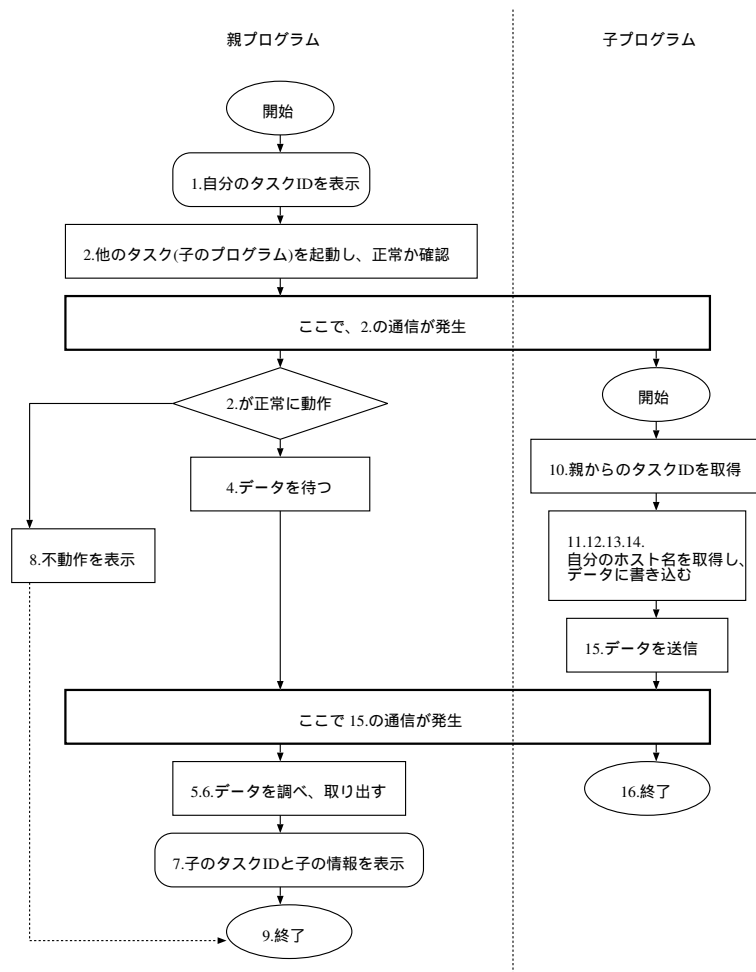 親プログラム
子プログラム
開始
1.自分のタスクIDを表示
2.他のタスク(子のプログラム)を起動し、正常か確認
ここで、2.の通信が発生
2.が正常に動作
開始
4.データを待つ
10.親からのタスクIDを取得
8.不動作を表示
11.12.13.14.
自分のホスト名を取得し、
データに書き込む
15.データを送信
ここで 15.の通信が発生
5.6.データを調べ、取り出す
16.終了
7.子のタスクIDと子の情報を表示
9.終了